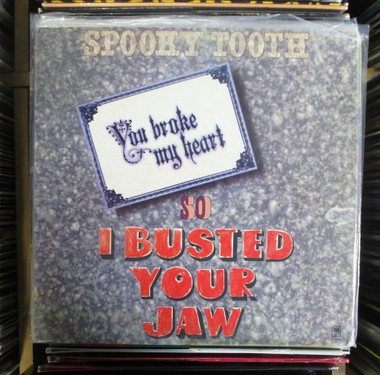 SPOOKY TOOTH
You broke
my heart
SO
I BUSTED
YOUR
JAW